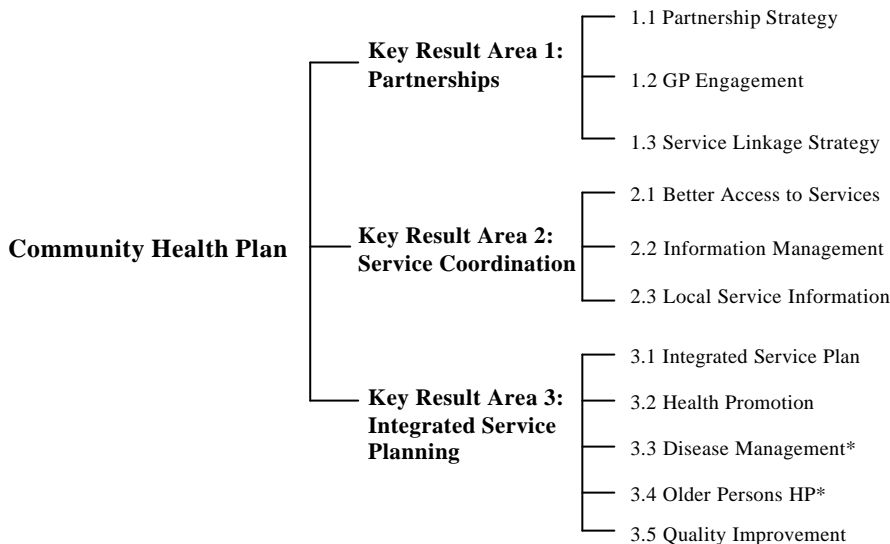 Community Health Plan
Key Result Area 1:
Partnerships
1.1 Partnership Strategy
1.2 GP Engagement
1.3 Service Linkage Strategy
Key Result Area 2:
Service Coordination
2.1 Better Access to Services
2.2 Information Management
2.3 Local Service Information
Key Result Area 3:
Integrated Service
Planning
3.1 Integrated Service Plan
3.2 Health Promotion
3.3 Disease Management*
3.4 Older Persons HP*
3.5 Quality Improvement